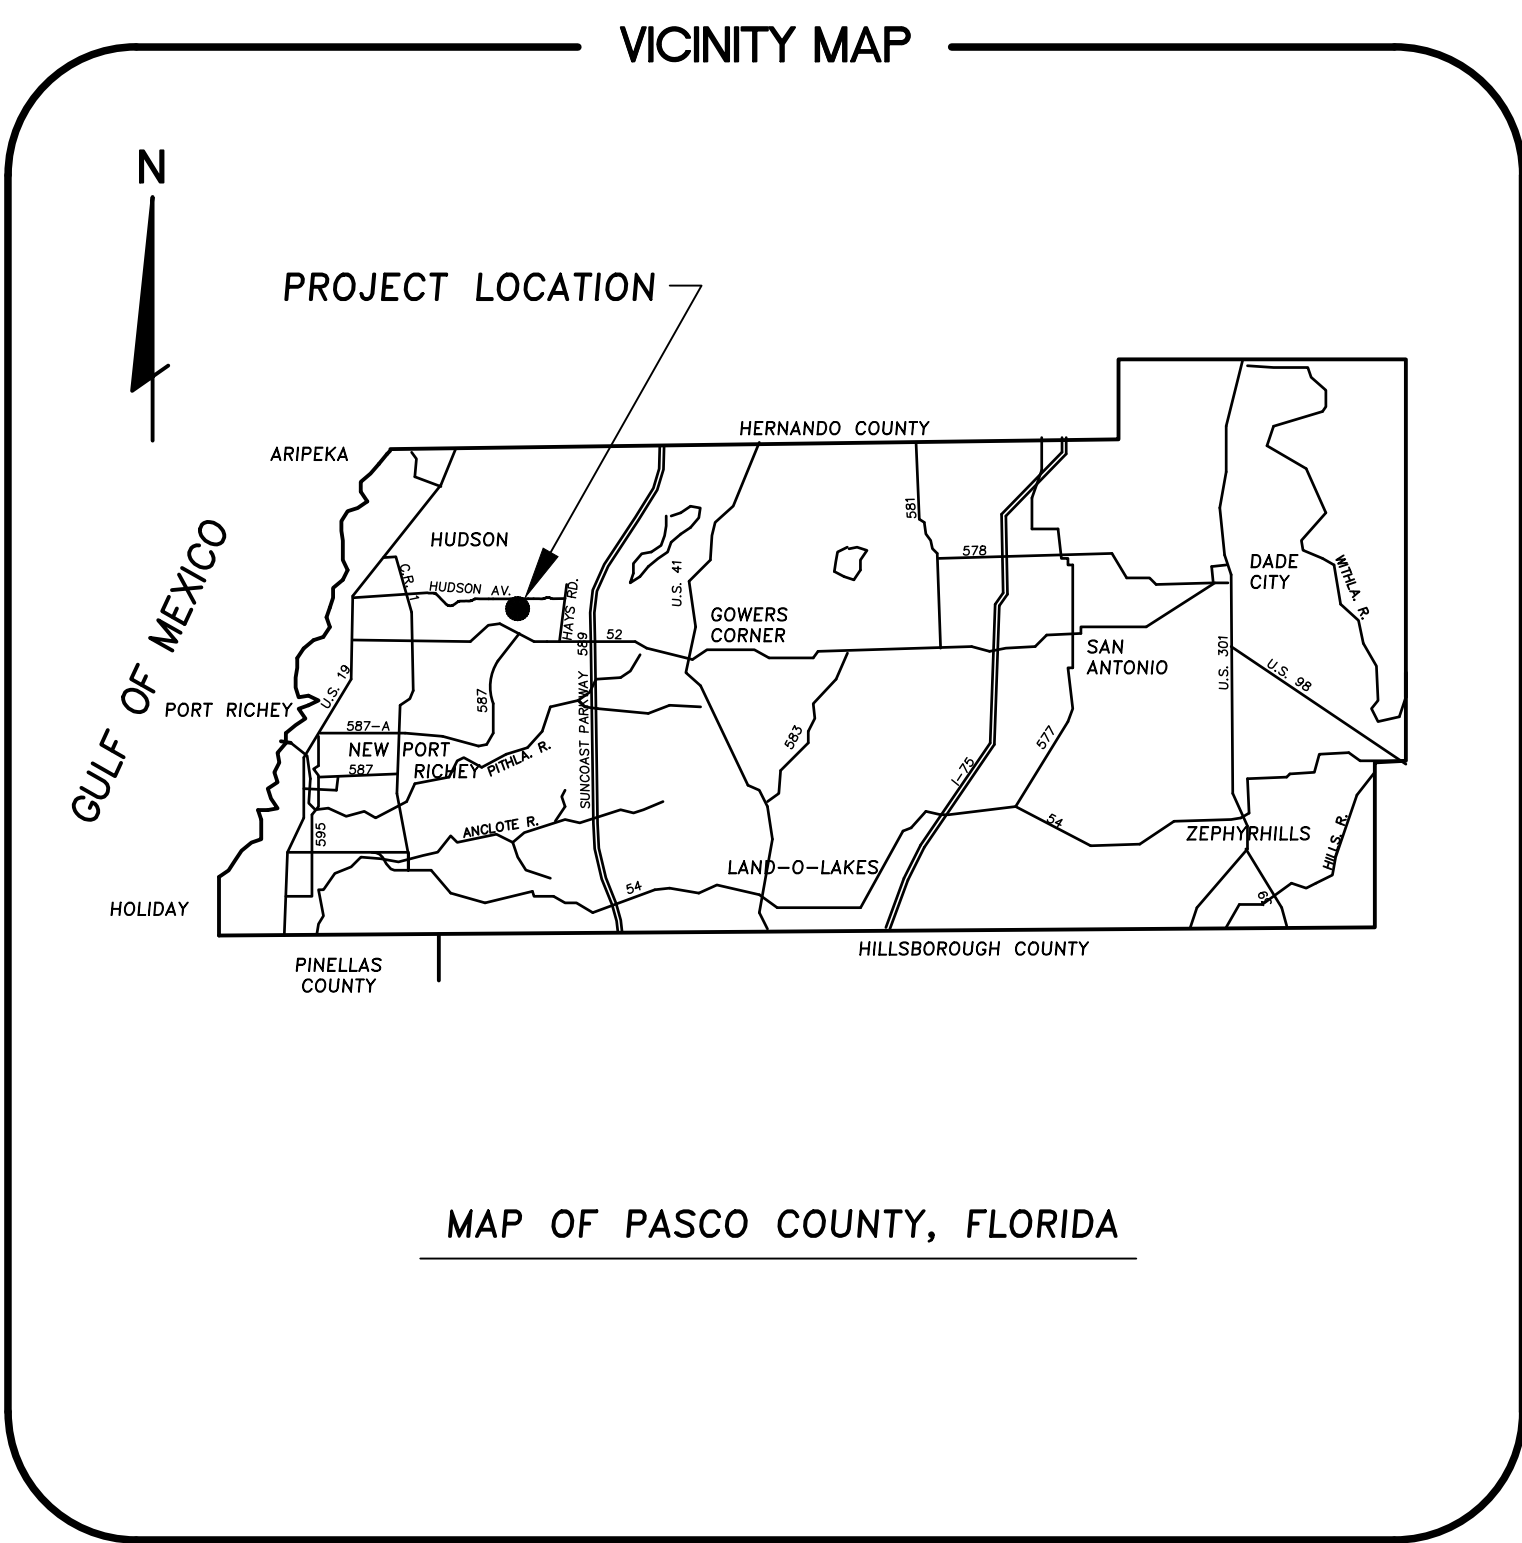 VICINITY MAP
N
PROJECT LOCATION
HERNANDO COUNTY
ARIPEKA
GULF OF MEXICO
HUDSON
HUDSON AV.
C.R. 1
HAYS RD.
U.S. 41
581
578
DADE
CITY
WITHLA. R.
GOWERS
CORNER
52
SAN
ANTONIO
U.S. 301
U.S. 98
U.S. 19
PORT RICHEY
587
587-A
NEW PORT
RICHEY
587
PITHLA. R.
SUNCOAST PARKWAY 589
583
577
I-75
595
ANCLOTE R.
54
ZEPHYRHILLS
HILLS. R.
LAND-O-LAKES
54
39
HOLIDAY
HILLSBOROUGH COUNTY
PINELLAS
COUNTY
MAP OF PASCO COUNTY, FLORIDA